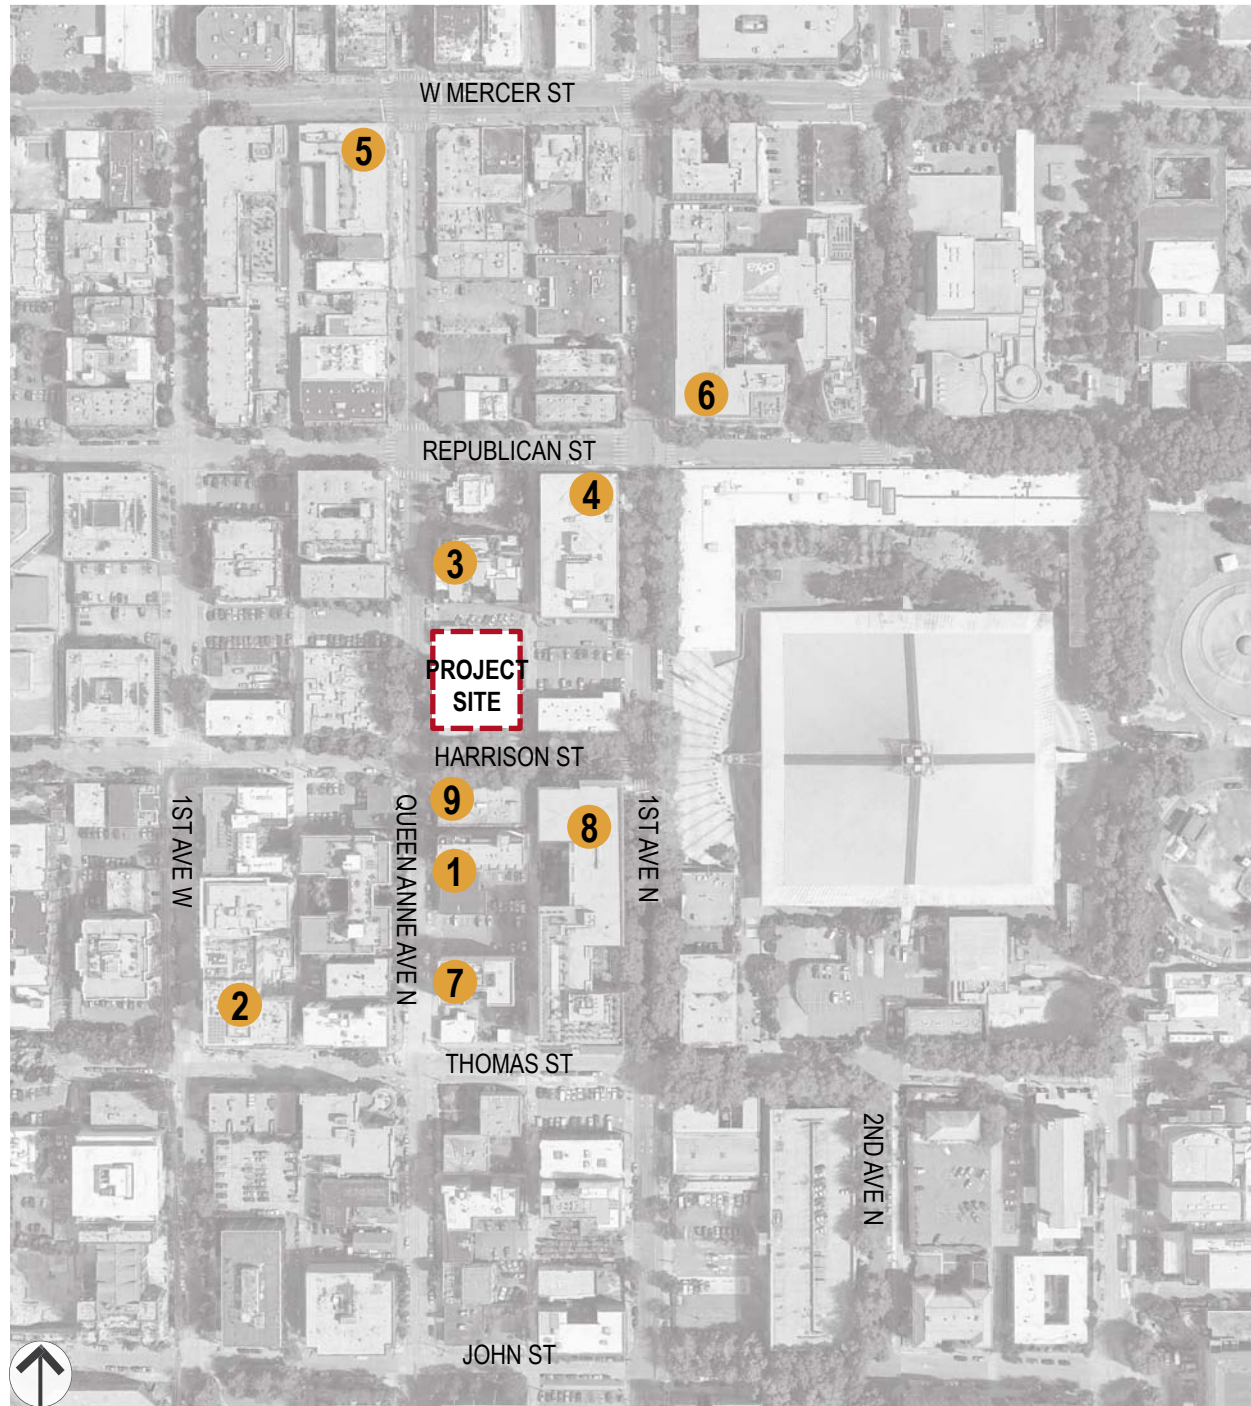 W MERCER ST
5
expo
6
REPUBLICAN ST
4
3
PROJECT
SITE
HARRISON ST
9
8
1ST AVE W
QUEEN ANNE AVE N
1ST AVE N
1
7
2
THOMAS ST
2ND AVE N
JOHN ST